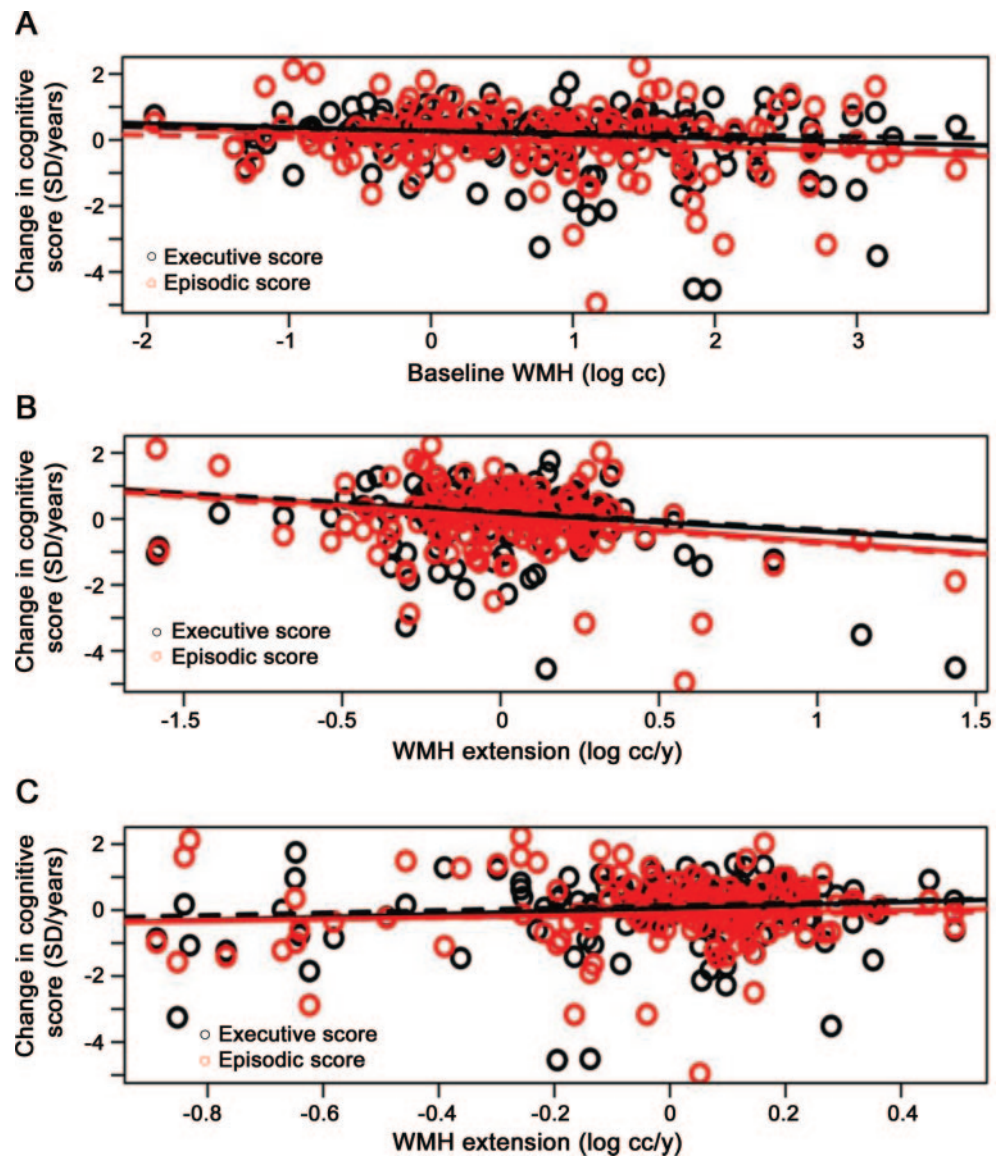 A
Change in cognitive
score (SD/years)
2
0
-2
-4
Executive score
Episodic score
-2 -1 0 1 2 3
Baseline WMH (log cc)
B
Change in cognitive
score (SD/years)
2
0
-2
-4
Executive score
Episodic score
-1.5 -0.5 0 0.5 1 1.5
WMH extension (log cc/y)
C
Change in cognitive
score (SD/years)
2
0
-2
-4
Executive score
Episodic score
-0.8 -0.6 -0.4 -0.2 0 0.2 0.4
WMH extension (log cc/y)